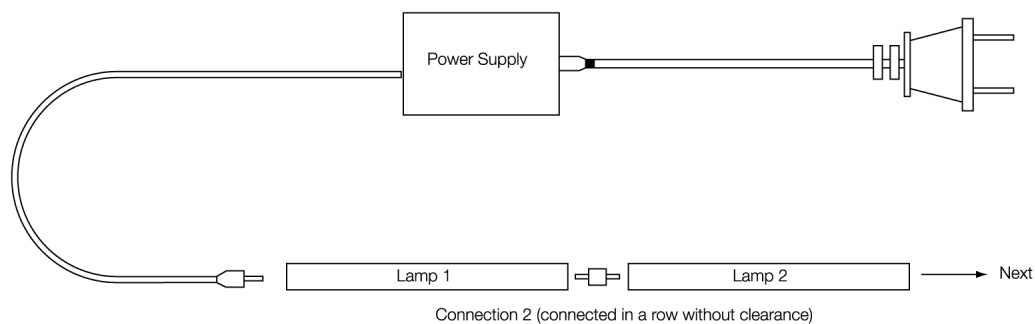 Power Supply
Lamp 1
Lamp 2
Next
Connection 2 (connected in a row without clearance)